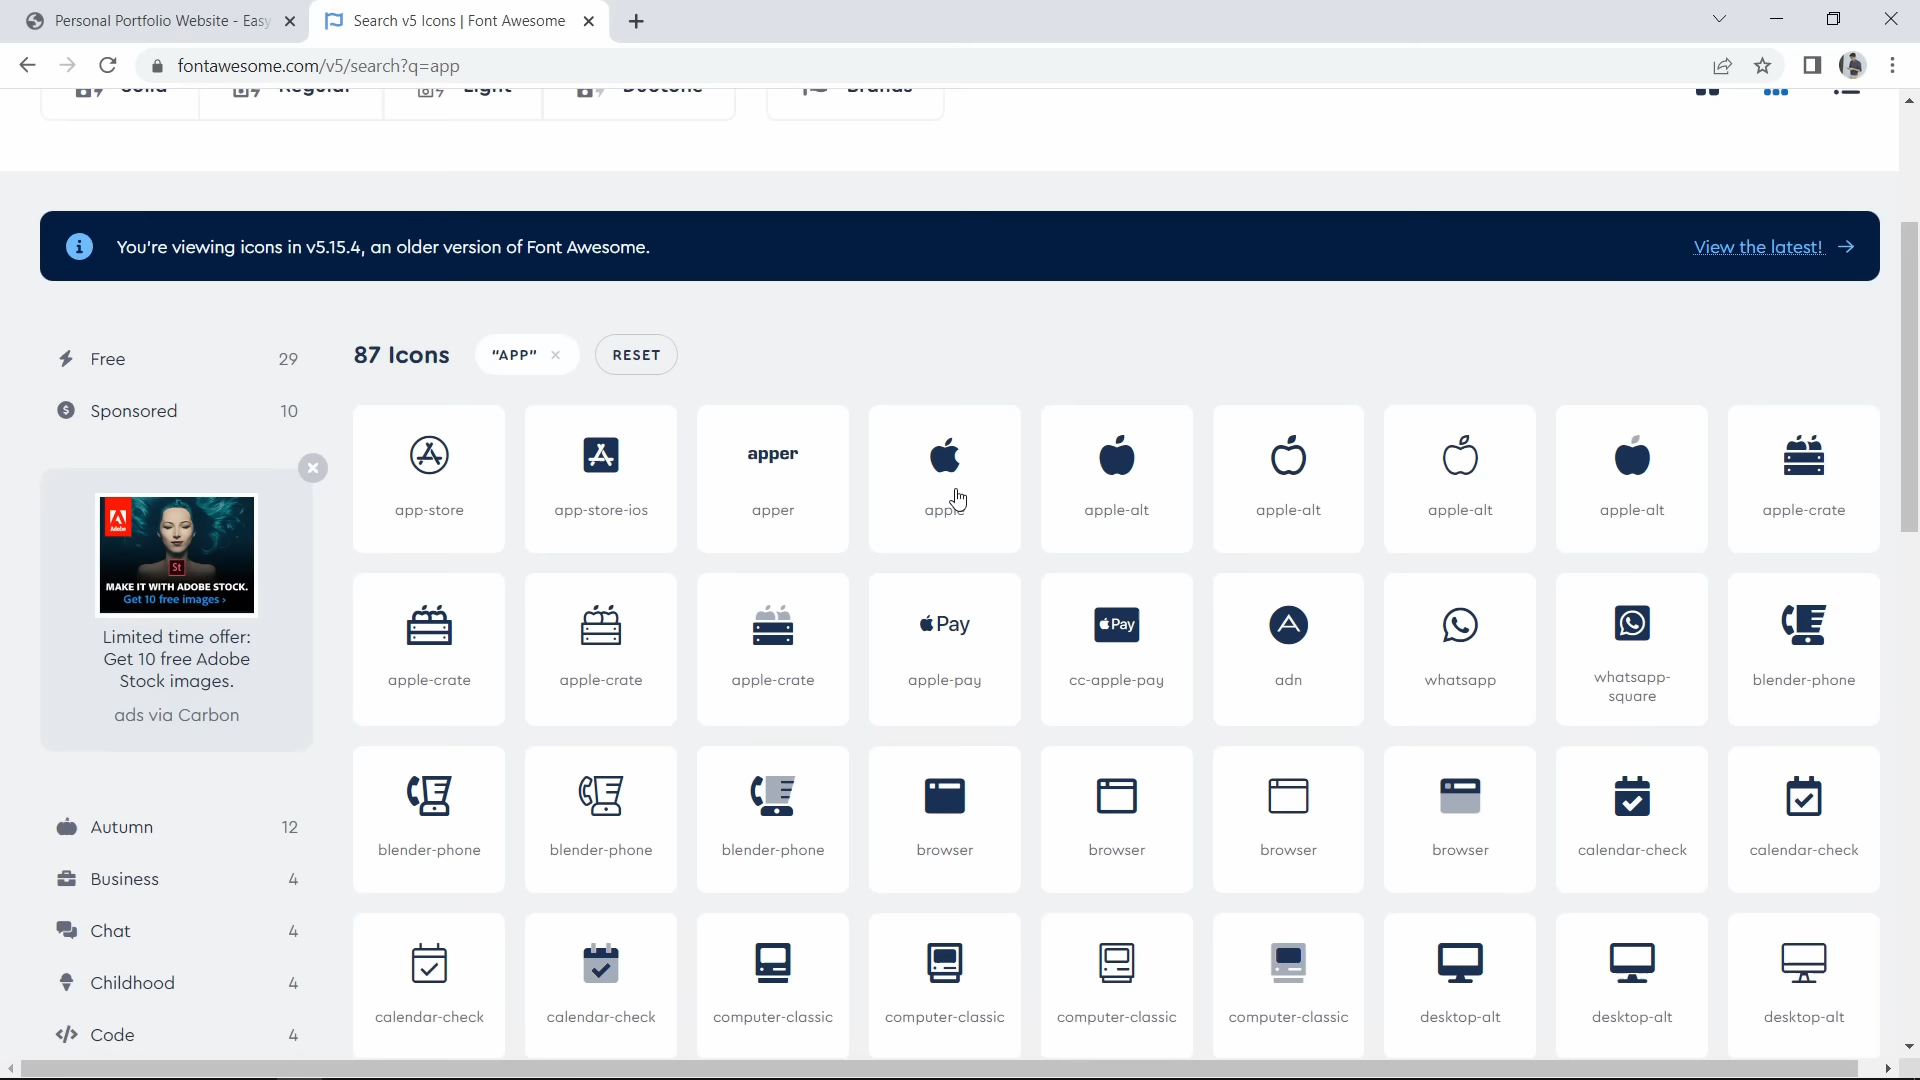 Personal Portfolio Website - Easy
Search v5 Icons | Font Awesome
fontawesome.com/v5/search?q=app
Solid Regular Light Duotone Brands
You're viewing icons in v5.15.4, an older version of Font Awesome.
View the latest!
Free 29
Sponsored 10
87 Icons "APP" RESET
app-store app-store-ios apper apple apple-alt apple-alt apple-alt apple-alt apple-crate
Adobe
St
MAKE IT WITH ADOBE STOCK.
Get 10 free images ›
Limited time offer:
Get 10 free Adobe
Stock images.
ads via Carbon
apper
Pay
Pay
apple-crate apple-crate apple-crate apple-pay cc-apple-pay adn whatsapp whatsapp-
square
blender-phone
blender-phone blender-phone blender-phone browser browser browser browser calendar-check calendar-check
Autumn 12
Business 4
Chat 4
Childhood 4
Code 4
calendar-check calendar-check computer-classic computer-classic computer-classic computer-classic desktop-alt desktop-alt desktop-alt